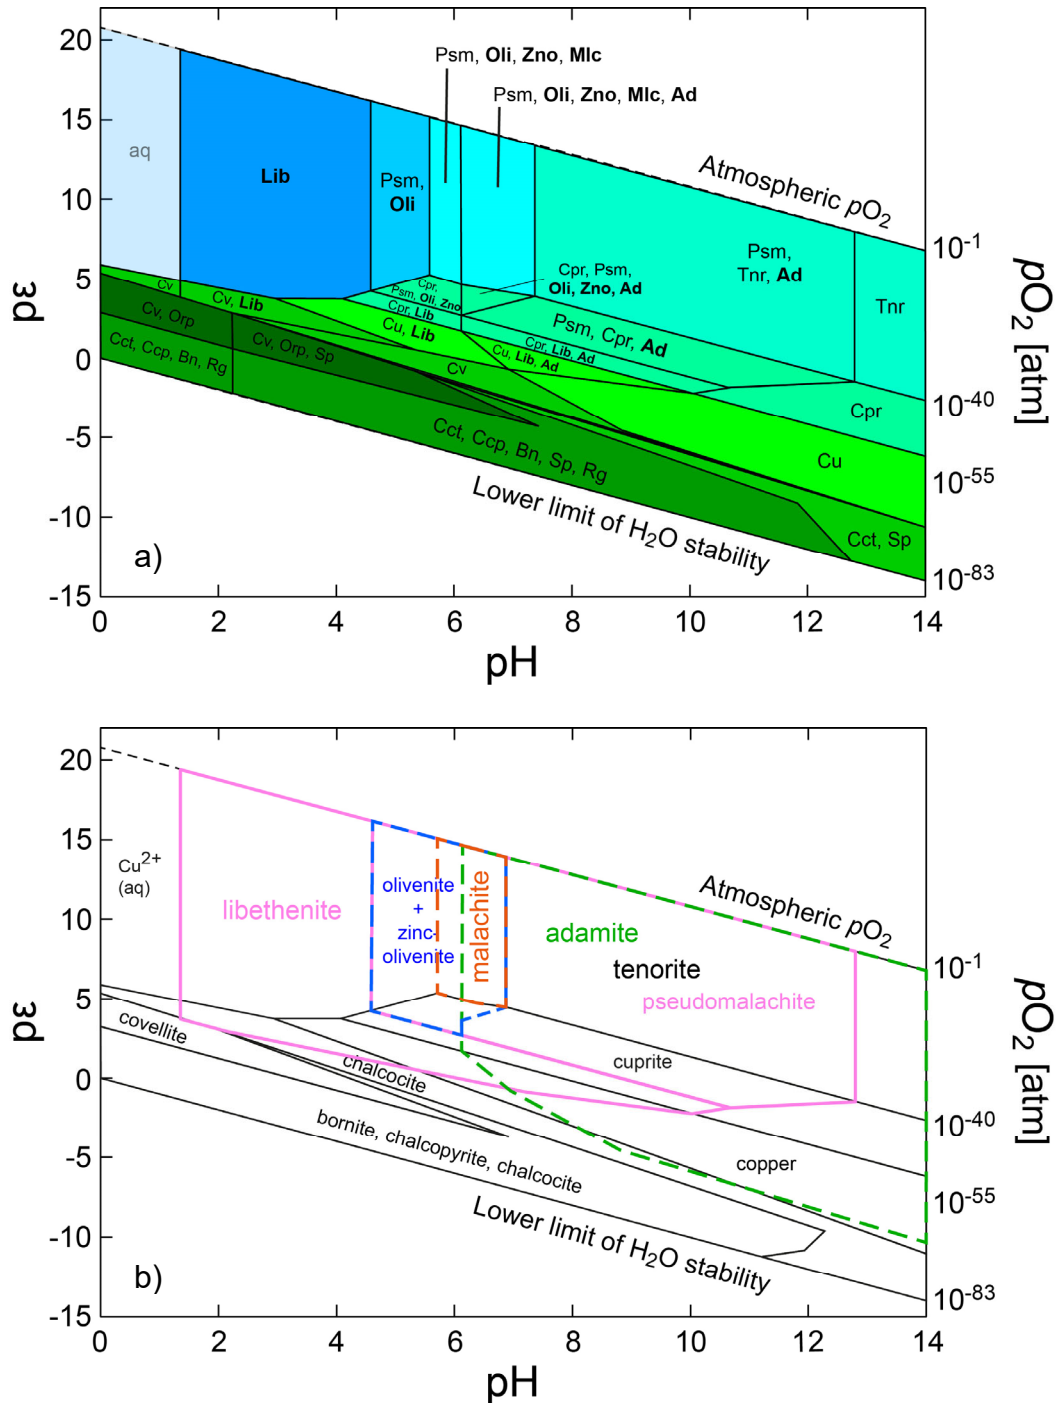 Psm, Oli, Zno, Mlc
Psm, Oli, Zno, Mlc, Ad
aq
Lib
Psm,
Oli
Atmospheric pO2
Psm,
Tnr, Ad
Tnr
Cpr, Psm,
Oli, Zno, Ad
Cpr,
Psm, Oli, Zno
Cpr, Lib
Psm, Cpr, Ad
Cpr, Lib, Ad
Cv
Cv, Lib
Cu, Lib
Cu, Lib, Ad
Cv
Cv, Orp
Cv, Orp, Sp
Cct, Ccp, Bn, Rg
Cct, Ccp, Bn, Sp, Rg
Cpr
Cu
Cct, Sp
Lower limit of H2O stability
a)
20
15
10
5
0
-5
-10
-15
pε
0 2 4 6 8 10 12 14
pH
10-1
10-40
10-55
10-83
pO2 [atm]
Cu2+
(aq)
libethenite
olivenite
+
zinc-
olivenite
malachite
adamite
tenorite
pseudomalachite
Atmospheric pO2
covellite
chalcocite
cuprite
bornite, chalcopyrite, chalcocite
copper
Lower limit of H2O stability
b)
20
15
10
5
0
-5
-10
-15
pε
0 2 4 6 8 10 12 14
pH
10-1
10-40
10-55
10-83
pO2 [atm]